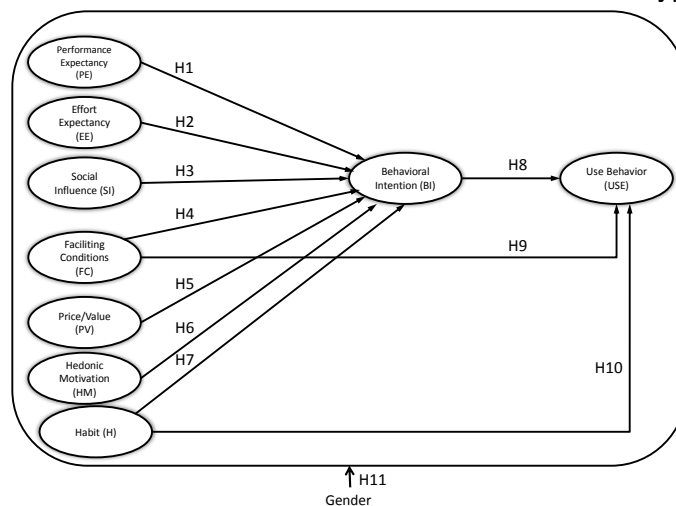 Performance
Expectancy
(PE)
H1
Effort
Expectancy
(EE)
H2
Social
Influence (SI)
H3
Behavioral
Intention (BI)
H8
Use Behavior
(USE)
H4
Faciliting
Conditions
(FC)
H9
H5
Price/Value
(PV)
H6
H7
Hedonic
Motivation
(HM)
H10
Habit (H)
H11
Gender